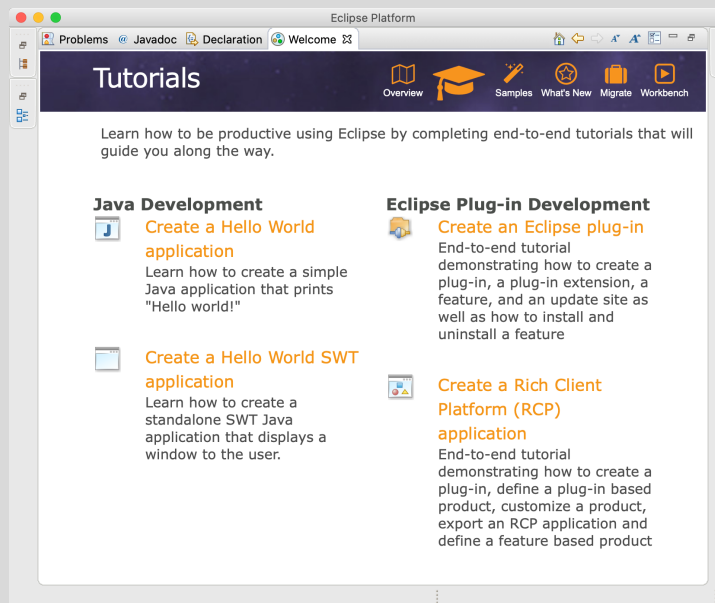 Eclipse Platform
Problems @ Javadoc Declaration Welcome
Tutorials
Overview Samples What's New Migrate Workbench
Learn how to be productive using Eclipse by completing end-to-end tutorials that will
guide you along the way.
Java Development
Create a Hello World
application
Learn how to create a simple
Java application that prints
"Hello world!"
Create a Hello World SWT
application
Learn how to create a
standalone SWT Java
application that displays a
window to the user.
Eclipse Plug-in Development
Create an Eclipse plug-in
End-to-end tutorial
demonstrating how to create a
plug-in, a plug-in extension, a
feature, and an update site as
well as how to install and
uninstall a feature
Create a Rich Client
Platform (RCP)
application
End-to-end tutorial
demonstrating how to create a
plug-in, define a plug-in based
product, customize a product,
export an RCP application and
define a feature based product